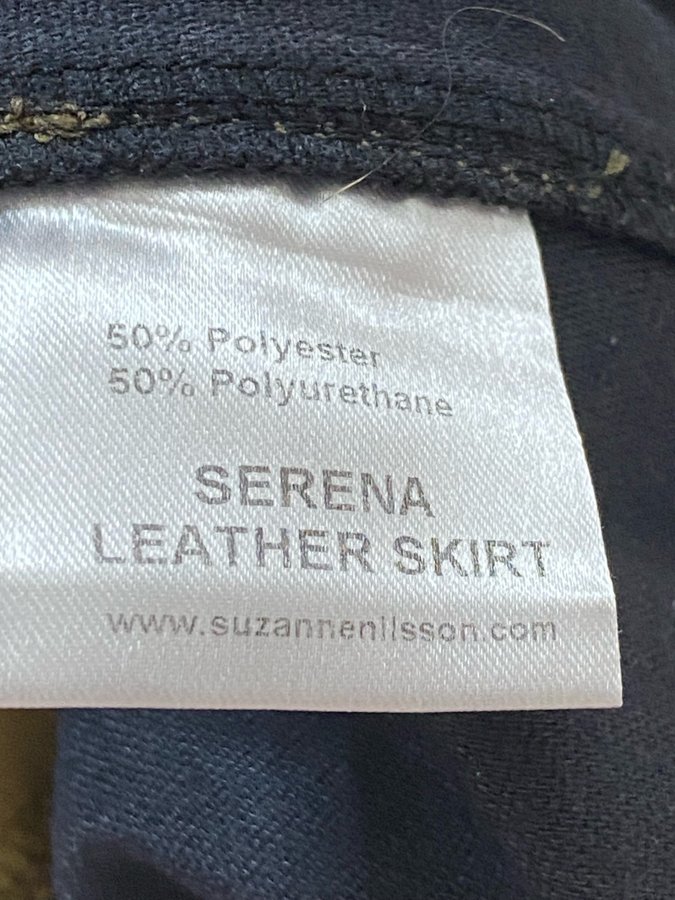 50% Polyester
50% Polyurethane
SERENA
LEATHER SKIRT
www.suzannenilsson.com